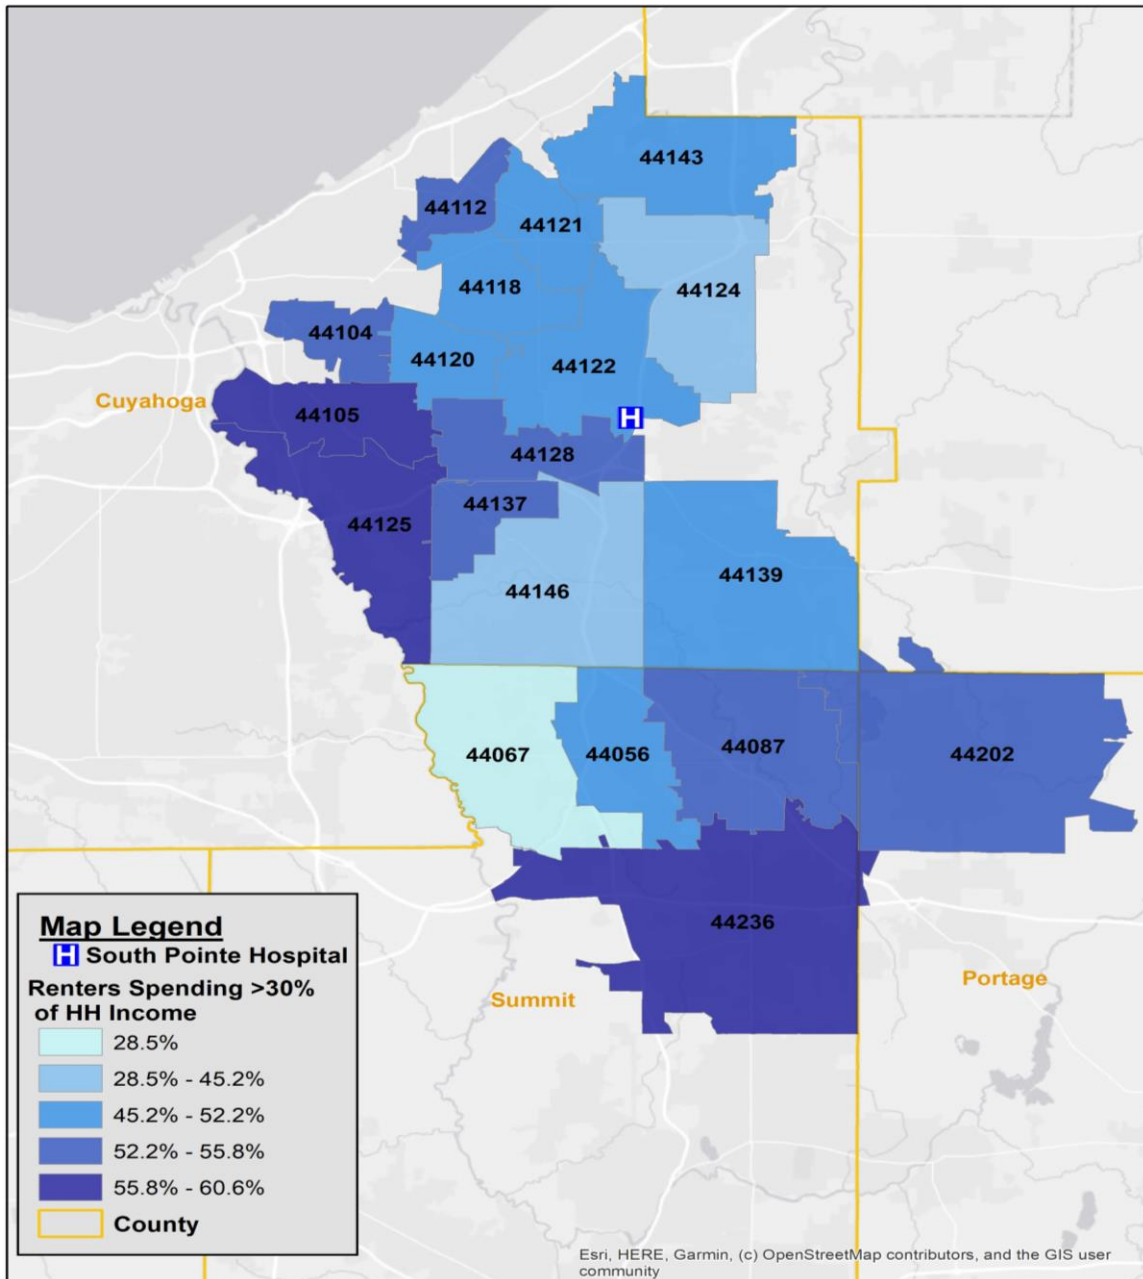 44143
44112
44121
44118
44124
44104
44120
44122
Cuyahoga
44105
H
44128
44137
44125
44139
44146
44067
44056
44087
44202
44236
Summit
Portage
Map Legend
H South Pointe Hospital
Renters Spending >30%
of HH Income
28.5%
28.5% - 45.2%
45.2% - 52.2%
52.2% - 55.8%
55.8% - 60.6%
County
Esri, HERE, Garmin, (c) OpenStreetMap contributors, and the GIS user
community